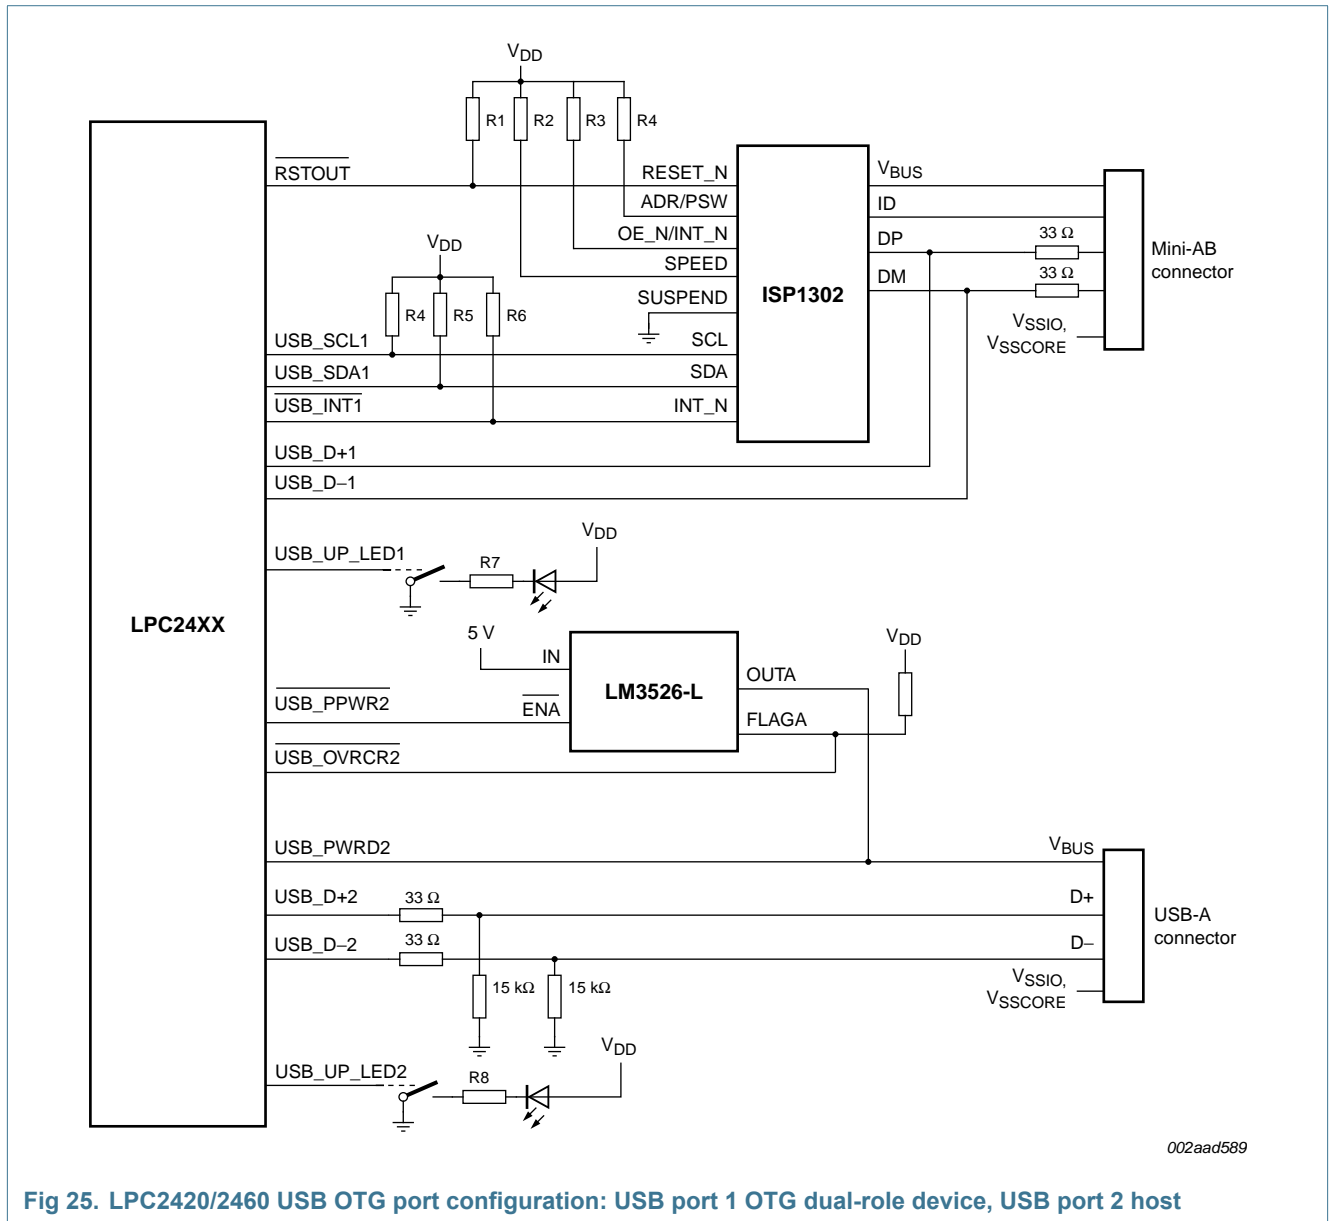 VDD
R1
R2
R3
R4
RSTOUT
RESET_N
VBUS
ADR/PSW
ID
OE_N/INT_N
DP
33 Ω
VDD
SPEED
DM
33 Ω
Mini-AB
connector
SUSPEND
ISP1302
R4
R5
R6
VSSIO,
VSSCORE
USB_SCL1
SCL
USB_SDA1
SDA
USB_INT1
INT_N
USB_D+1
USB_D−1
VDD
USB_UP_LED1
R7
LPC24XX
5 V
IN
VDD
LM3526-L
OUTA
USB_PPWR2
ENA
FLAGA
USB_OVRCR2
USB_PWRD2
VBUS
USB_D+2
33 Ω
D+
USB-A
connector
USB_D−2
33 Ω
D−
15 kΩ
15 kΩ
VSSIO,
VSSCORE
VDD
USB_UP_LED2
R8
002aad589
Fig 25. LPC2420/2460 USB OTG port configuration: USB port 1 OTG dual-role device, USB port 2 host